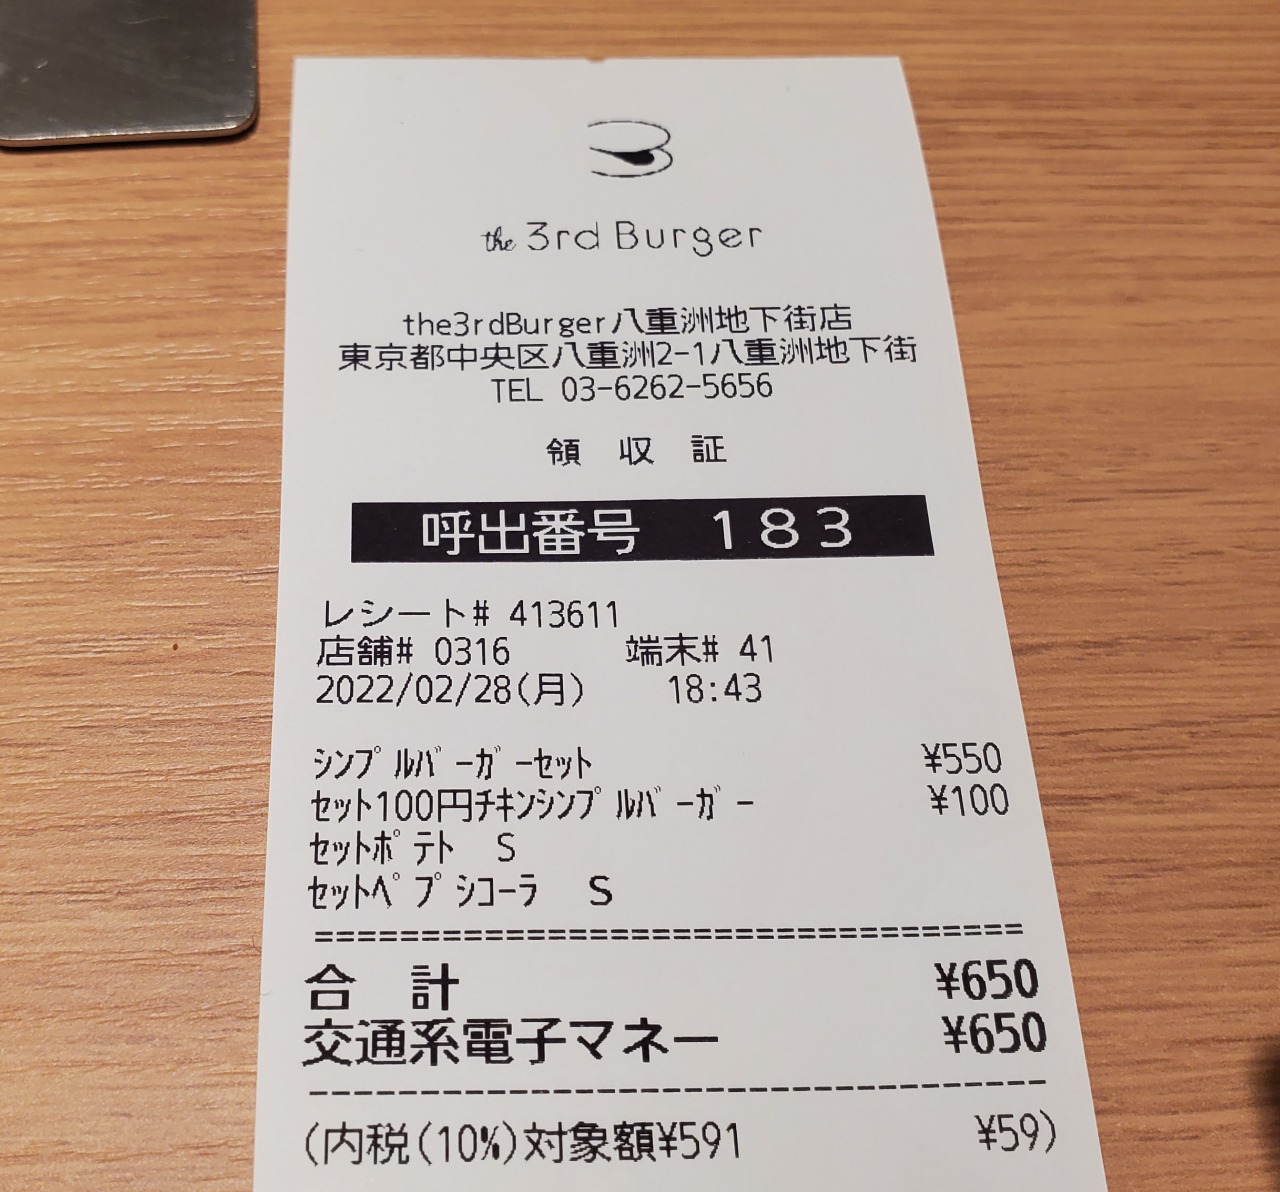 the 3rd Burger
the3rdBurger八重洲地下街店
東京都中央区八重洲2-1八重洲地下街
TEL 03-6262-5656
領 収 証
呼出番号 183
レシート# 413611
店舗# 0316 端末# 41
2022/02/28(月) 18:43
ｼﾝﾌﾟﾙﾊﾞｰｶﾞｰｾｯﾄ ¥550
ｾｯﾄ100円ﾁｷﾝｼﾝﾌﾟﾙﾊﾞｰｶﾞｰ ¥100
ｾｯﾄﾎﾟﾃﾄ S
ｾｯﾄﾍﾟﾌﾟｼｺｰﾗ S
合 計 ¥650
交通系電子マネー ¥650
(内税(10%)対象額¥591 ¥59)